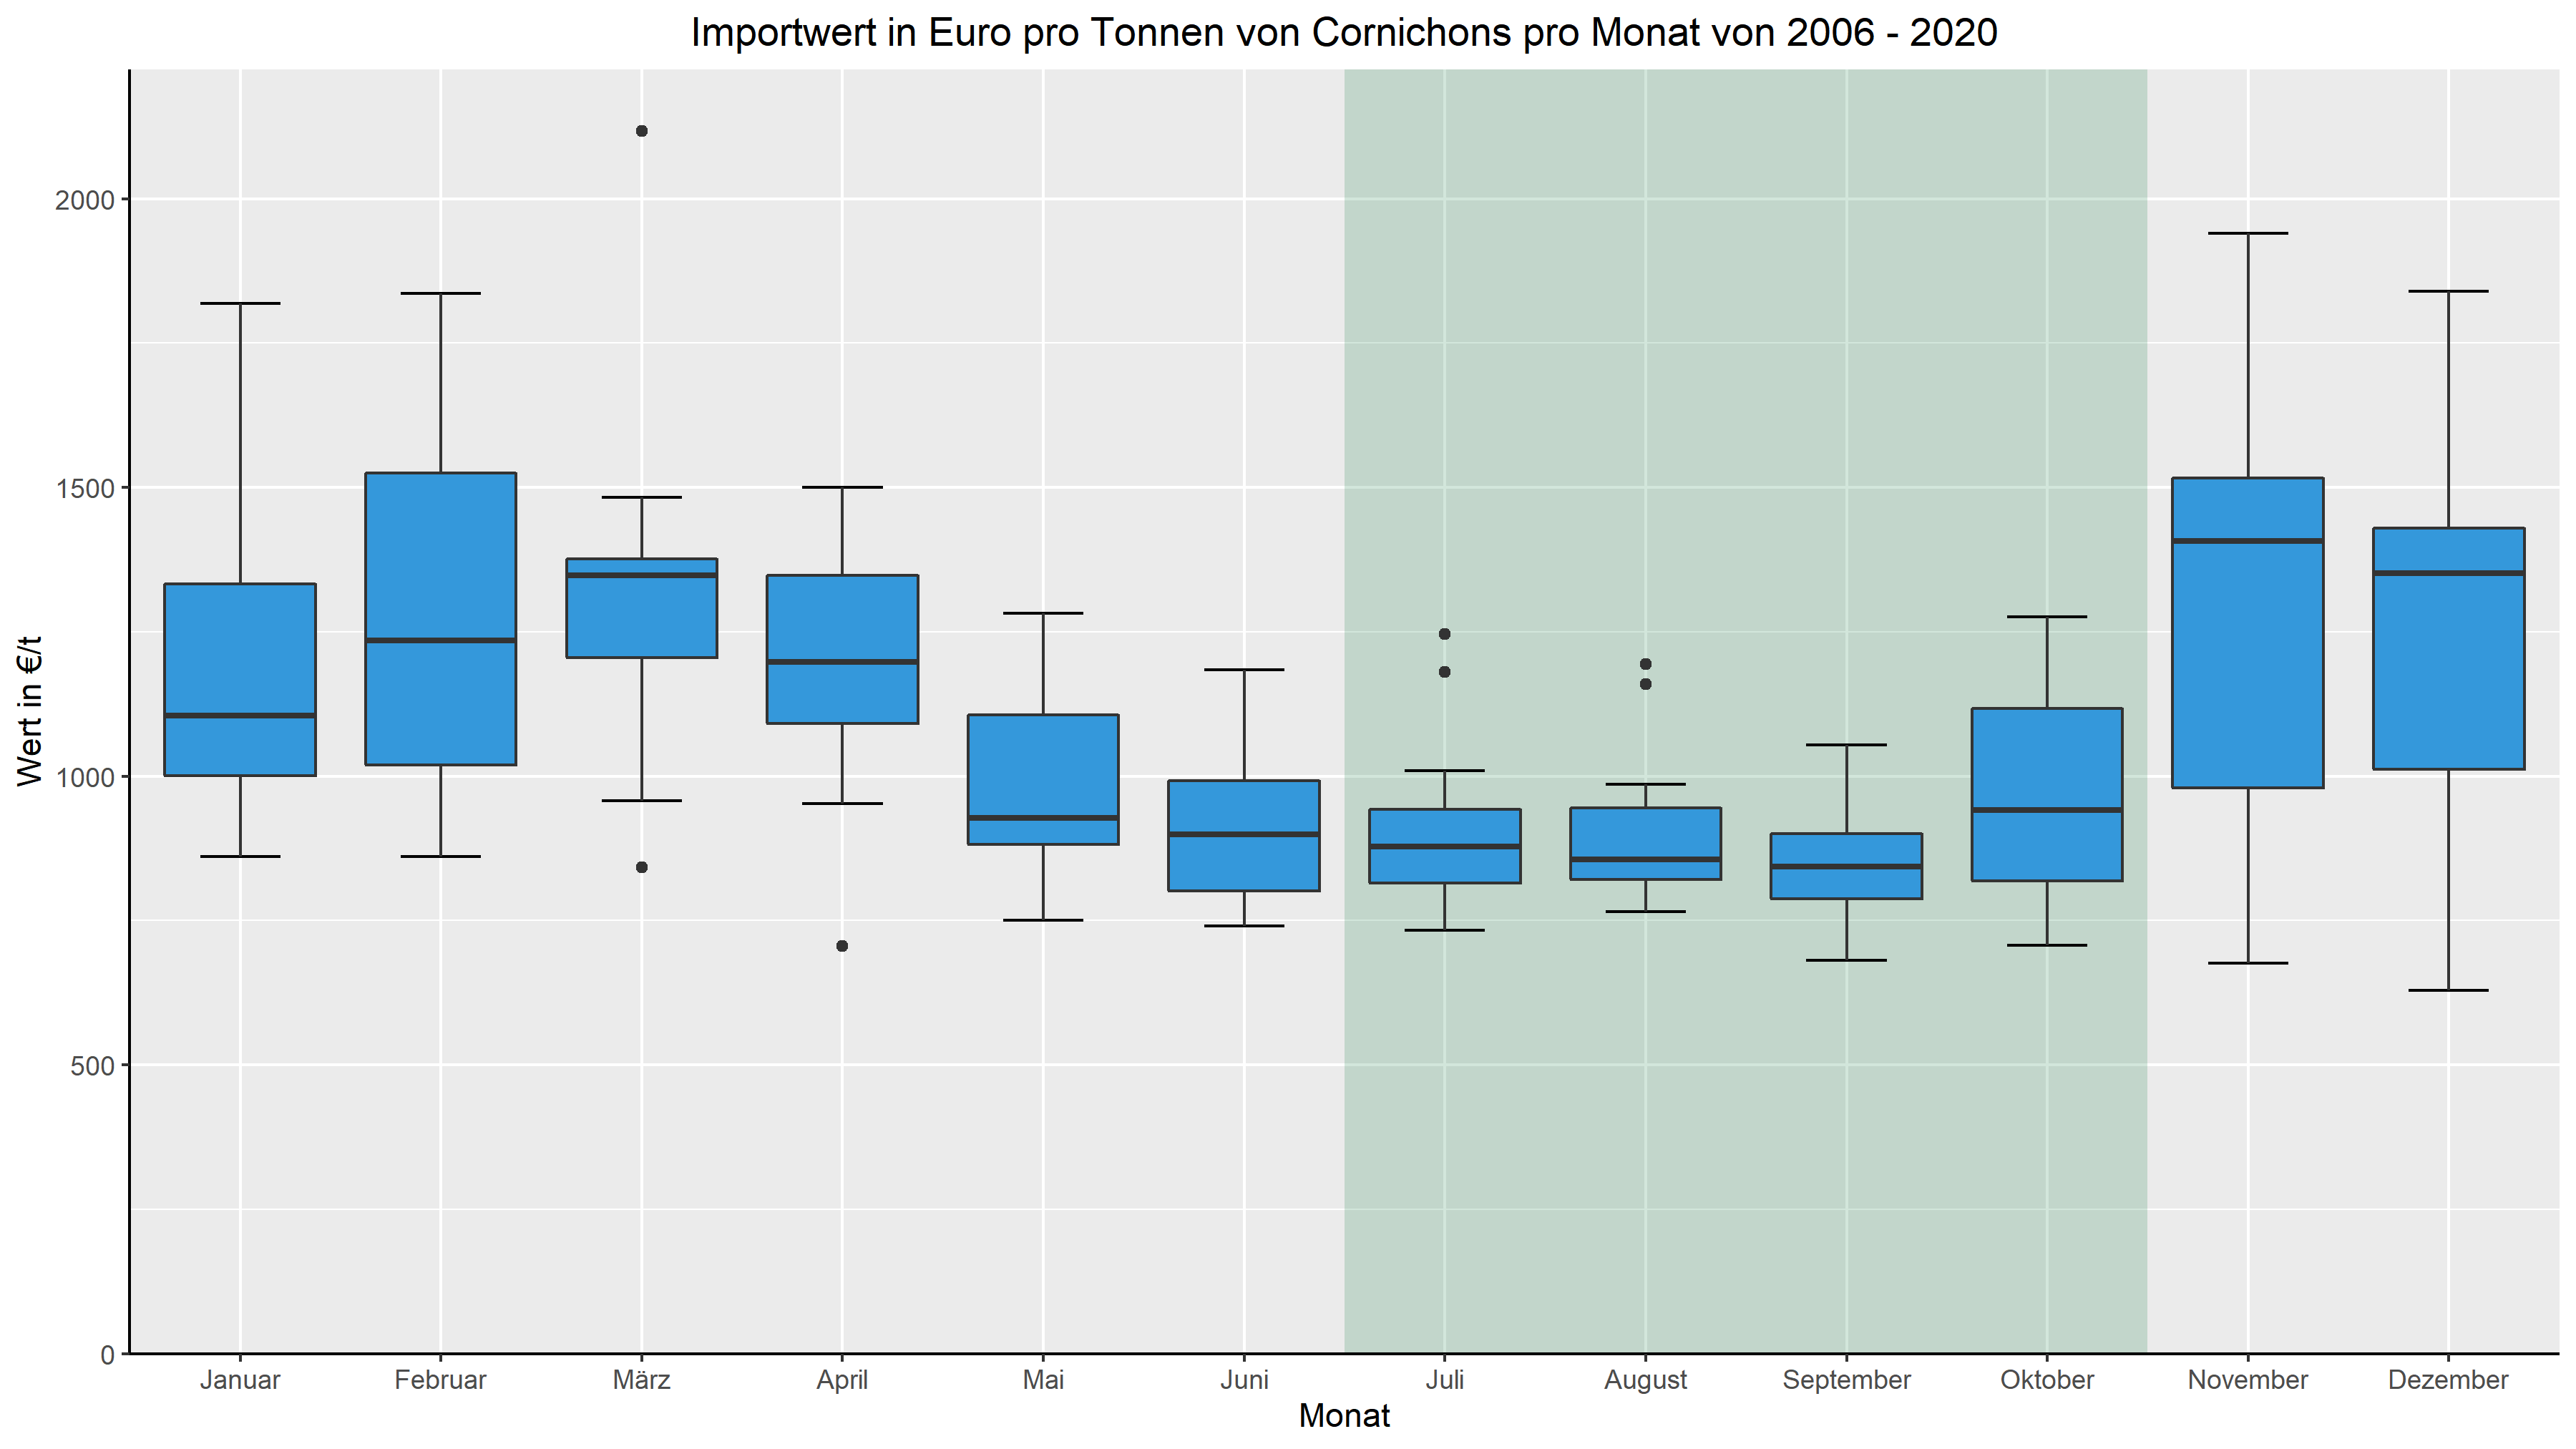 Importwert in Euro pro Tonnen von Cornichons pro Monat von 2006 - 2020
Wert in €/t
2000
1500
1000
500
0
Januar Februar März April Mai Juni Juli August September Oktober November Dezember
Monat